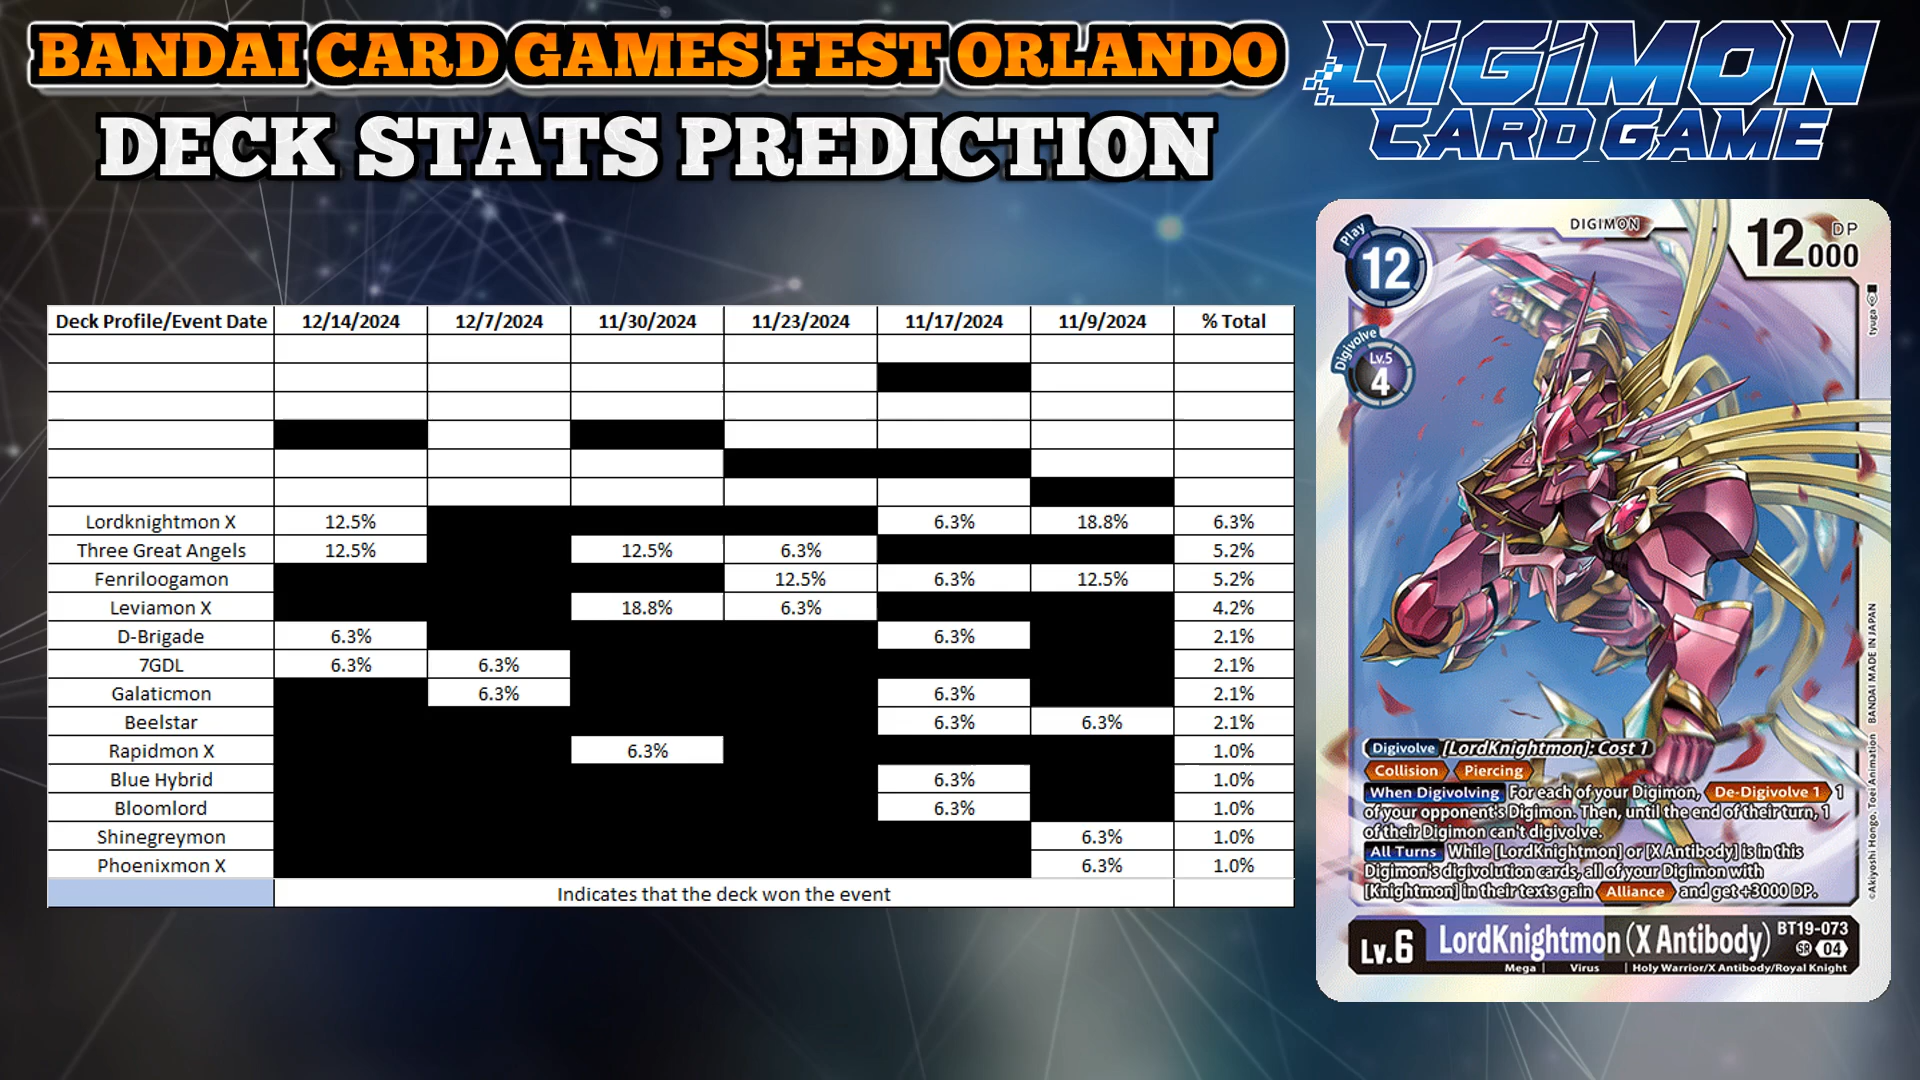 BANDAI CARD GAMES FEST ORLANDO
DECK STATS PREDICTION
DIGIMON
CARD GAME
Deck Profile/Event Date 12/14/2024 12/7/2024 11/30/2024 11/23/2024 11/17/2024 11/9/2024 % Total
Lordknightmon X 12.5% 6.3% 18.8% 6.3%
Three Great Angels 12.5% 12.5% 6.3% 5.2%
Fenriloogamon 12.5% 6.3% 12.5% 5.2%
Leviamon X 18.8% 6.3% 4.2%
D-Brigade 6.3% 6.3% 2.1%
7GDL 6.3% 6.3% 2.1%
Galaticmon 6.3% 6.3% 2.1%
Beelstar 6.3% 6.3% 2.1%
Rapidmon X 6.3% 1.0%
Blue Hybrid 6.3% 1.0%
Bloomlord 6.3% 1.0%
Shinegreymon 6.3% 1.0%
Phoenixmon X 6.3% 1.0%
Indicates that the deck won the event
Play
12
DIGIMON
12000 DP
Digivolve
Lv.5
4
tyuga
Digivolve [LordKnightmon]: Cost 1
Collision Piercing
When Digivolving For each of your Digimon, De-Digivolve 1 1
of your opponent's Digimon. Then, until the end of their turn, 1
of their Digimon can't digivolve.
All Turns While [LordKnightmon] or [X Antibody] is in this
Digimon's digivolution cards, all of your Digimon with
[Knightmon] in their texts gain Alliance and get +3000 DP.
©Akiyoshi Hongo, Toei Animation BANDAI MADE IN JAPAN
Lv.6 LordKnightmon (X Antibody) BT19-073
SR 04
Mega | Virus | Holy Warrior/X Antibody/Royal Knight